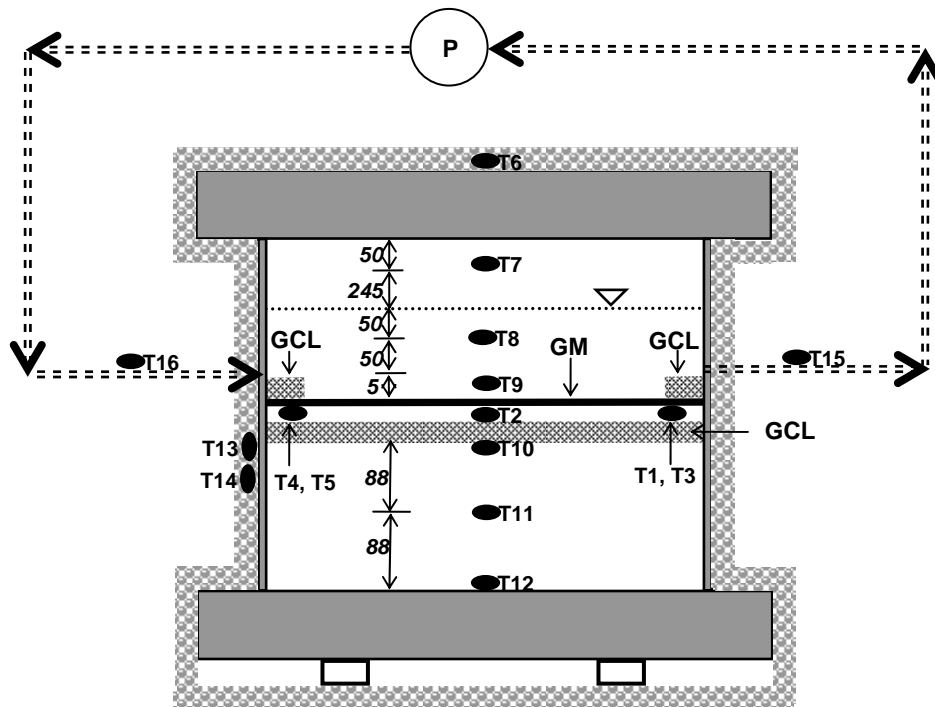 P
T6
50
T7
245
50
T8
GCL
GM
GCL
T16
50
T15
5
T9
T2
GCL
T13
T10
T14
T4, T5
88
T1, T3
T11
88
T12